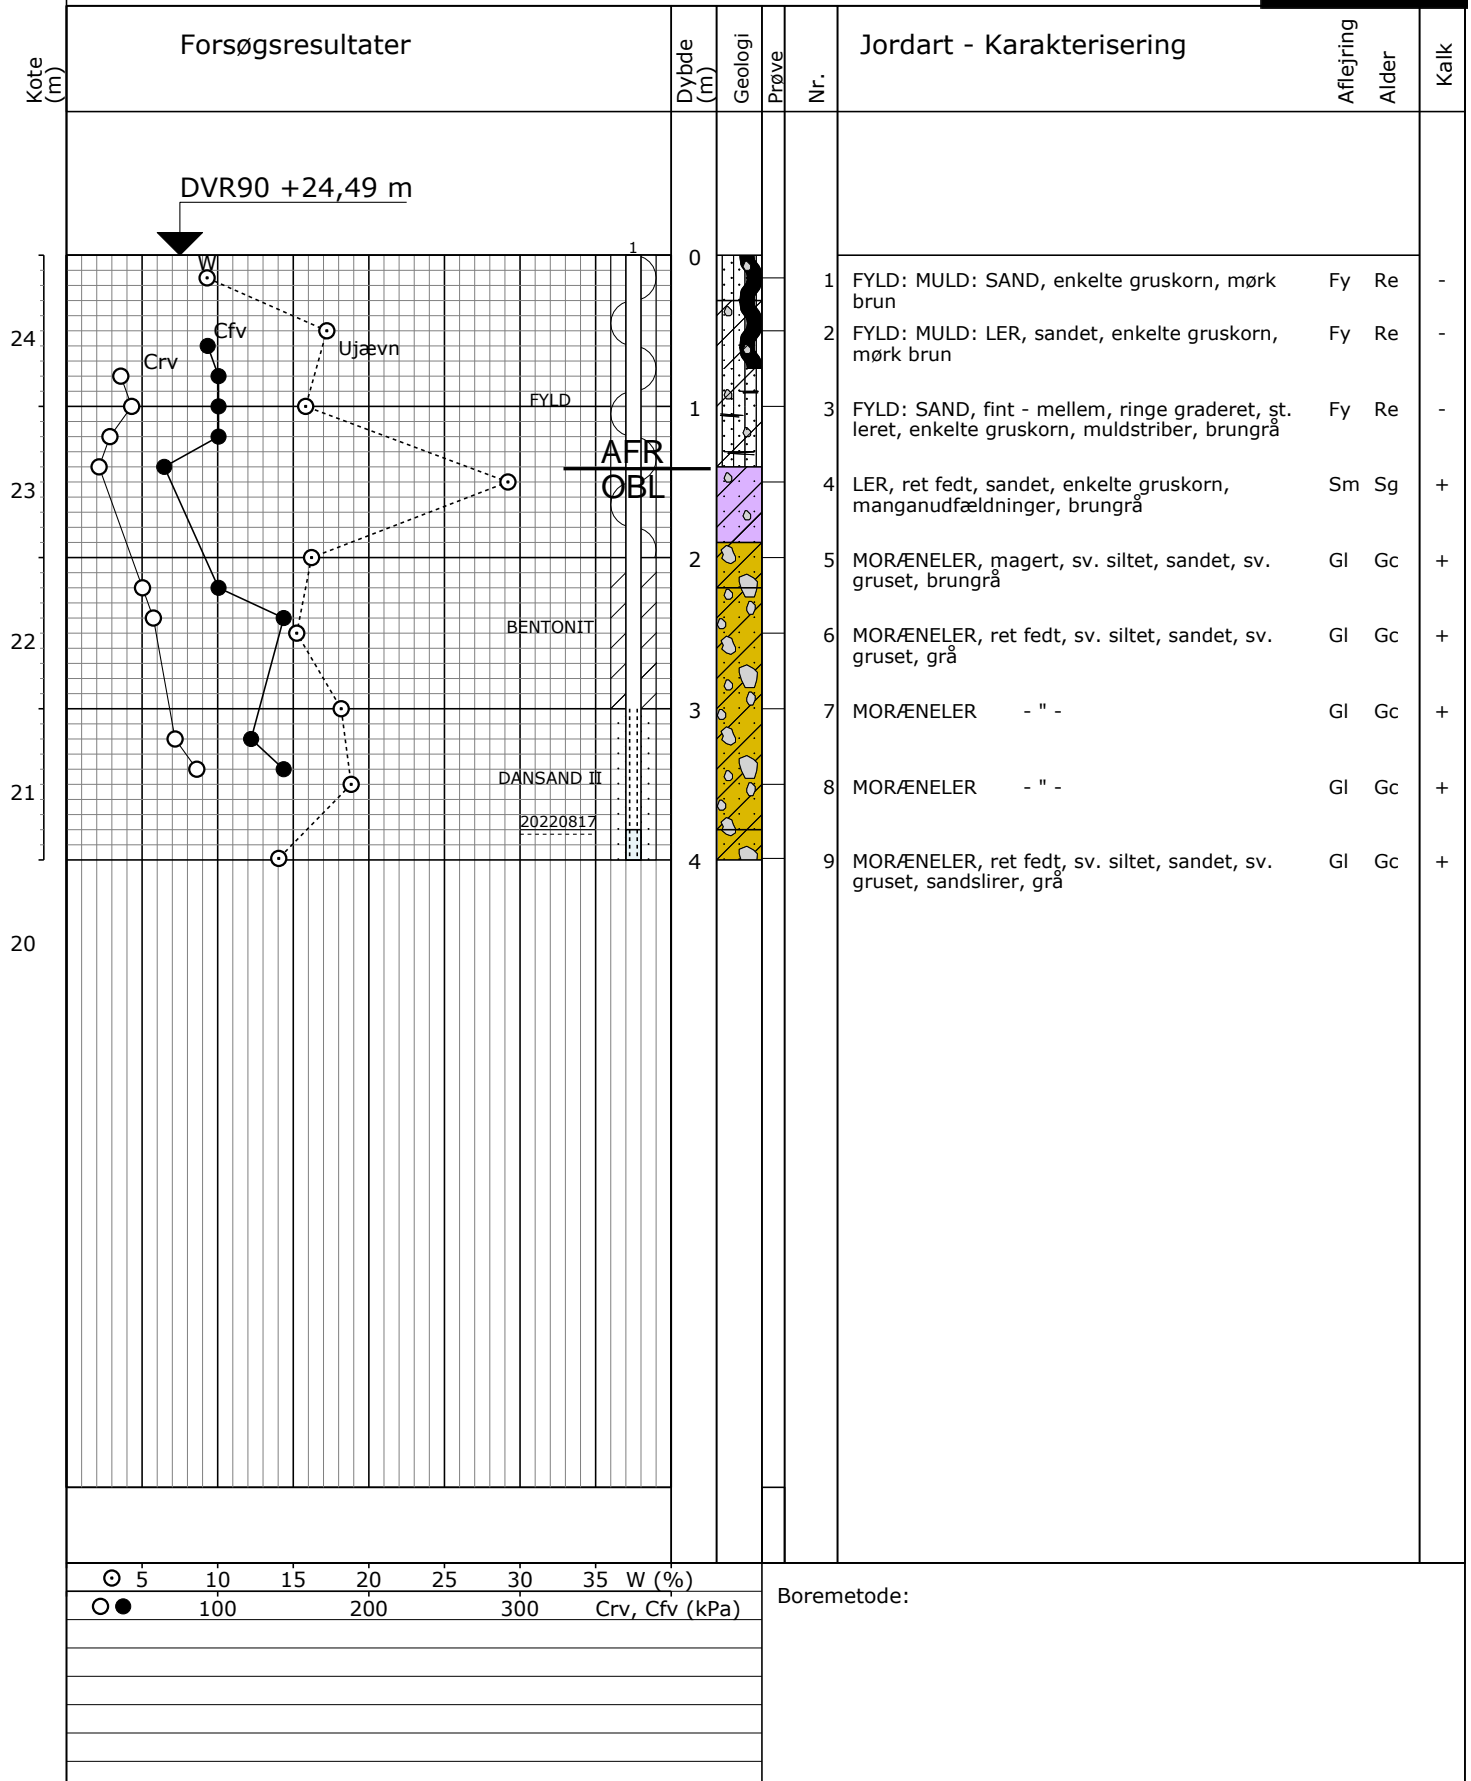 Kote
(m)
Forsøgsresultater
Dybde
(m)
Geologi
Prøve
Nr.
Jordart - Karakterisering
Aflejring
Alder
Kalk
DVR90 +24,49 m
1
0
W
1 FYLD: MULD: SAND, enkelte gruskorn, mørk Fy Re -
brun
24
Cfv
Crv
Ujævn
2 FYLD: MULD: LER, sandet, enkelte gruskorn, Fy Re -
mørk brun
FYLD
1
3 FYLD: SAND, fint - mellem, ringe graderet, st. Fy Re -
leret, enkelte gruskorn, muldstriber, brungrå
AFR
OBL
23
4 LER, ret fedt, sandet, enkelte gruskorn, Sm Sg +
manganudfældninger, brungrå
2
5 MORÆNELER, magert, sv. siltet, sandet, sv. Gl Gc +
gruset, brungrå
BENTONIT
22
6 MORÆNELER, ret fedt, sv. siltet, sandet, sv. Gl Gc +
gruset, grå
3
7 MORÆNELER - " - Gl Gc +
DANSAND II
21
8 MORÆNELER - " - Gl Gc +
20220817
4
9 MORÆNELER, ret fedt, sv. siltet, sandet, sv. Gl Gc +
gruset, sandslirer, grå
20
5 10 15 20 25 30 35 W (%)
100 200 300 Crv, Cfv (kPa)
Boremetode: